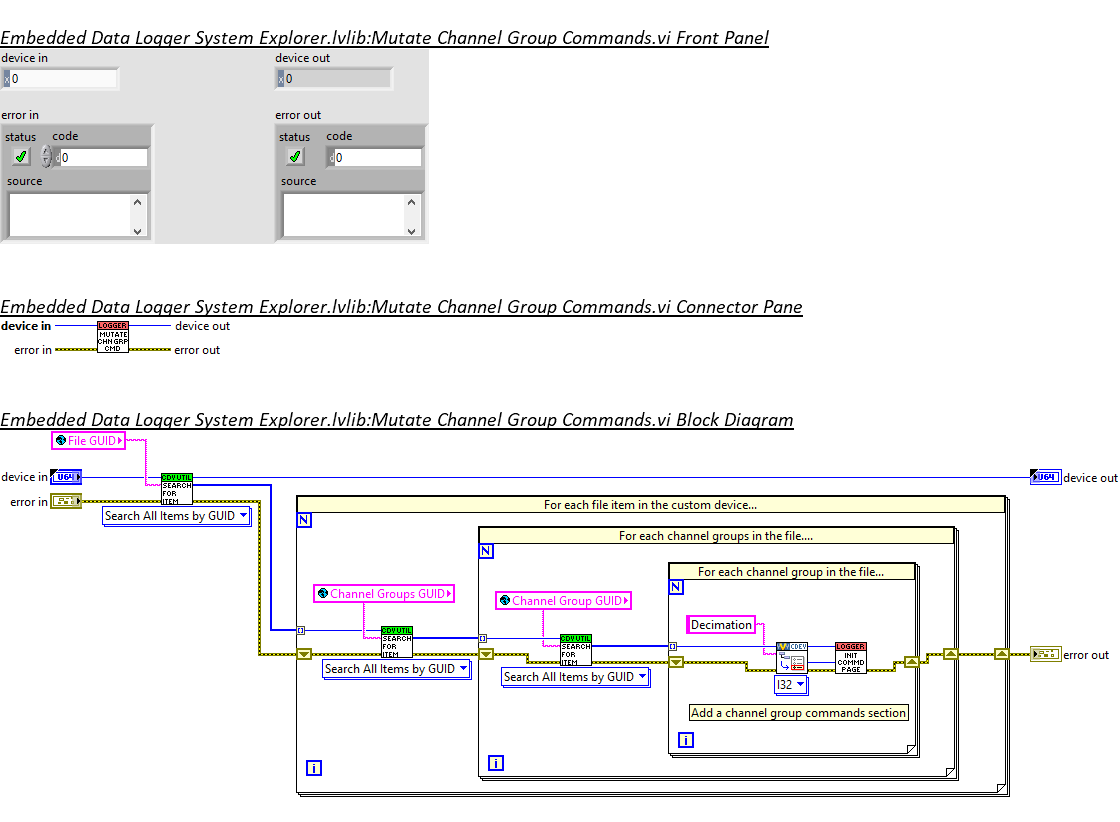 Embedded Data Logger System Explorer.lvlib:Mutate Channel Group Commands.vi Front Panel
device in
device out
x 0
x 0
error in
error out
status code
status code
d 0
d 0
source
source
Embedded Data Logger System Explorer.lvlib:Mutate Channel Group Commands.vi Connector Pane
device in
LOGGER
MUTATE
CHN GRP
CMD
device out
error in
error out
Embedded Data Logger System Explorer.lvlib:Mutate Channel Group Commands.vi Block Diagram
File GUID
device in
U64
CDV UTIL
SEARCH
FOR
ITEM
U64
device out
error in
Search All Items by GUID
For each file item in the custom device...
N
For each channel groups in the file....
N
For each channel group in the file...
N
Channel Groups GUID
Channel Group GUID
Decimation
CDV UTIL
SEARCH
FOR
ITEM
CDV UTIL
SEARCH
FOR
ITEM
CDEV
LOGGER
INIT
COMMD
PAGE
error out
Search All Items by GUID
Search All Items by GUID
I32
Add a channel group commands section
i
i
i